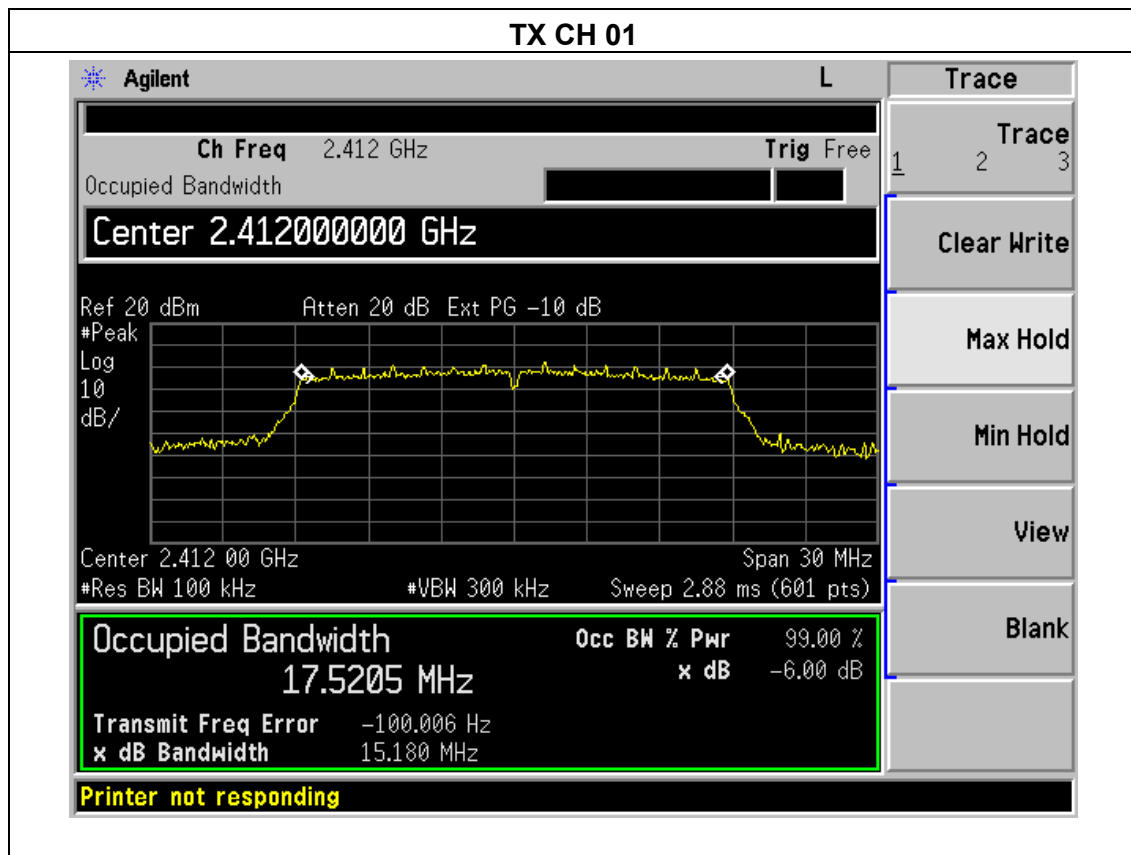 TX CH 01
Agilent L Trace
Ch Freq 2.412 GHz Trig Free
Occupied Bandwidth
Center 2.412000000 GHz
Ref 20 dBm Atten 20 dB Ext PG -10 dB
#Peak
Log
10
dB/
Center 2.412 00 GHz Span 30 MHz
#Res BW 100 kHz #VBW 300 kHz Sweep 2.88 ms (601 pts)
Occupied Bandwidth Occ BW % Pwr 99.00 %
17.5205 MHz x dB -6.00 dB
Transmit Freq Error -100.006 Hz
x dB Bandwidth 15.180 MHz
Trace
1 2 3
Clear Write
Max Hold
Min Hold
View
Blank
Printer not responding